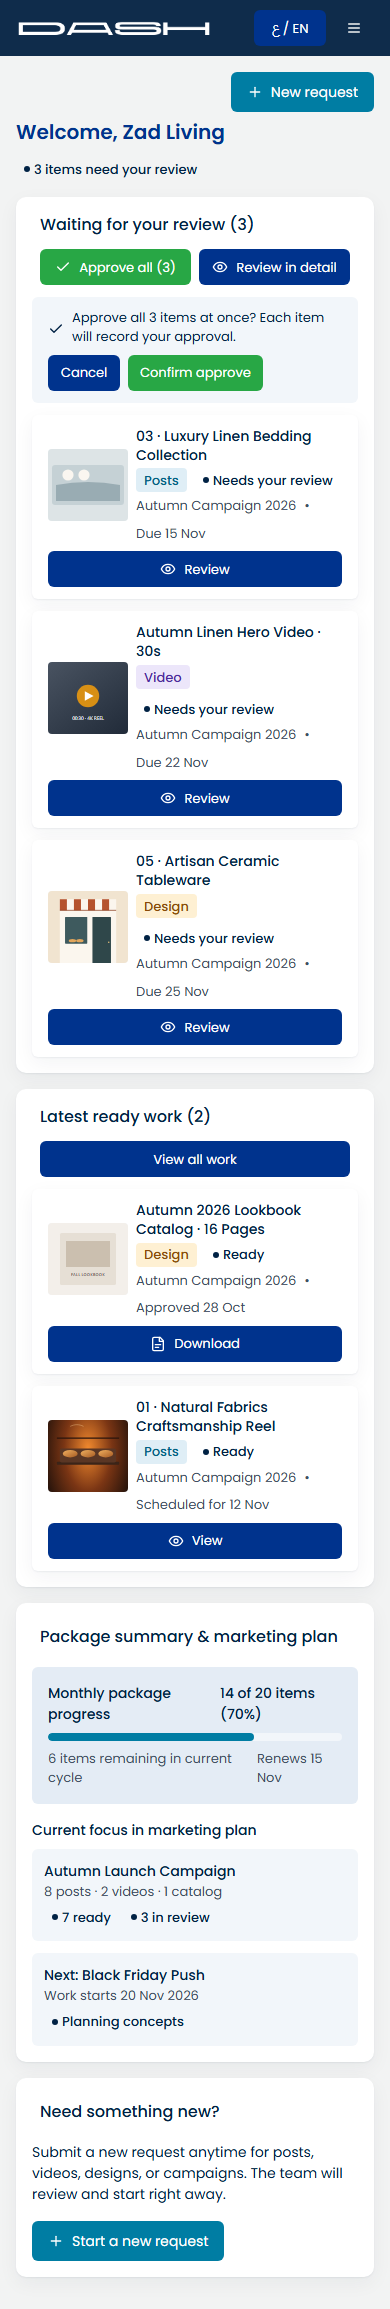 DASH
ع / EN
New request
Welcome, Zad Living
3 items need your review
Waiting for your review (3)
Approve all (3)
Review in detail
Approve all 3 items at once? Each item
will record your approval.
Cancel
Confirm approve
03 · Luxury Linen Bedding
Collection
Posts
Needs your review
Autumn Campaign 2026 •
Due 15 Nov
Review
Autumn Linen Hero Video ·
30s
Video
00:30 · 4K REEL
Needs your review
Autumn Campaign 2026 •
Due 22 Nov
Review
05 · Artisan Ceramic
Tableware
Design
Needs your review
Autumn Campaign 2026 •
Due 25 Nov
Review
Latest ready work (2)
View all work
Autumn 2026 Lookbook
Catalog · 16 Pages
Design
Ready
FALL LOOKBOOK
Autumn Campaign 2026 •
Approved 28 Oct
Download
01 · Natural Fabrics
Craftsmanship Reel
Posts
Ready
Autumn Campaign 2026 •
Scheduled for 12 Nov
View
Package summary & marketing plan
Monthly package
progress
14 of 20 items
(70%)
6 items remaining in current
cycle
Renews 15
Nov
Current focus in marketing plan
Autumn Launch Campaign
8 posts · 2 videos · 1 catalog
7 ready
3 in review
Next: Black Friday Push
Work starts 20 Nov 2026
Planning concepts
Need something new?
Submit a new request anytime for posts,
videos, designs, or campaigns. The team will
review and start right away.
Start a new request